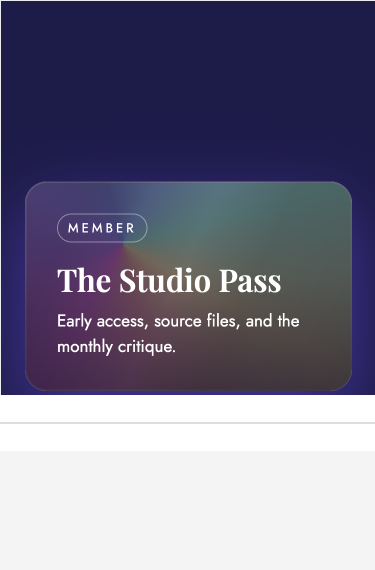 MEMBER
The Studio Pass
Early access, source files, and the
monthly critique.